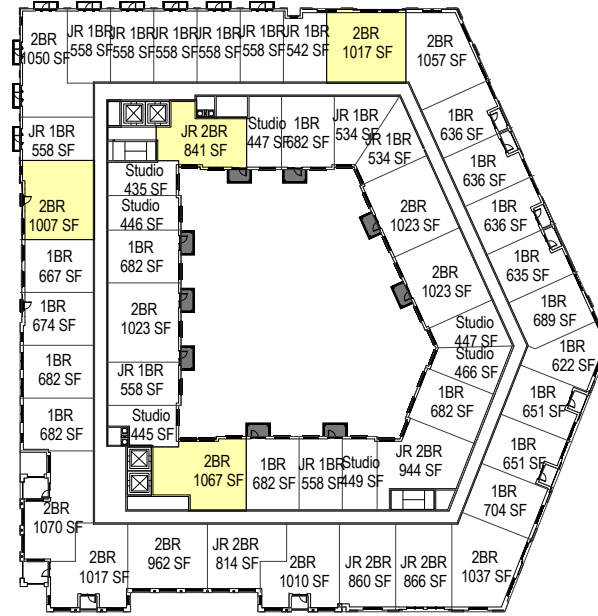 2BR
1050 SF
JR 1BR
558 SF
JR 1BR
558 SF
JR 1BR
558 SF
JR 1BR
558 SF
JR 1BR
558 SF
JR 1BR
542 SF
2BR
1017 SF
2BR
1057 SF
JR 1BR
558 SF
JR 2BR
841 SF
Studio
447 SF
1BR
682 SF
JR 1BR
534 SF
JR 1BR
534 SF
1BR
636 SF
1BR
636 SF
1BR
636 SF
1BR
635 SF
1BR
689 SF
1BR
622 SF
1BR
651 SF
1BR
651 SF
1BR
704 SF
2BR
1037 SF
2BR
1007 SF
Studio
435 SF
Studio
446 SF
1BR
682 SF
2BR
1023 SF
JR 1BR
558 SF
Studio
445 SF
2BR
1023 SF
2BR
1023 SF
Studio
447 SF
Studio
466 SF
1BR
682 SF
JR 2BR
944 SF
1BR
667 SF
1BR
674 SF
1BR
682 SF
1BR
682 SF
2BR
1067 SF
1BR
682 SF
JR 1BR
558 SF
Studio
449 SF
2BR
1070 SF
2BR
1017 SF
2BR
962 SF
JR 2BR
814 SF
2BR
1010 SF
JR 2BR
860 SF
JR 2BR
866 SF